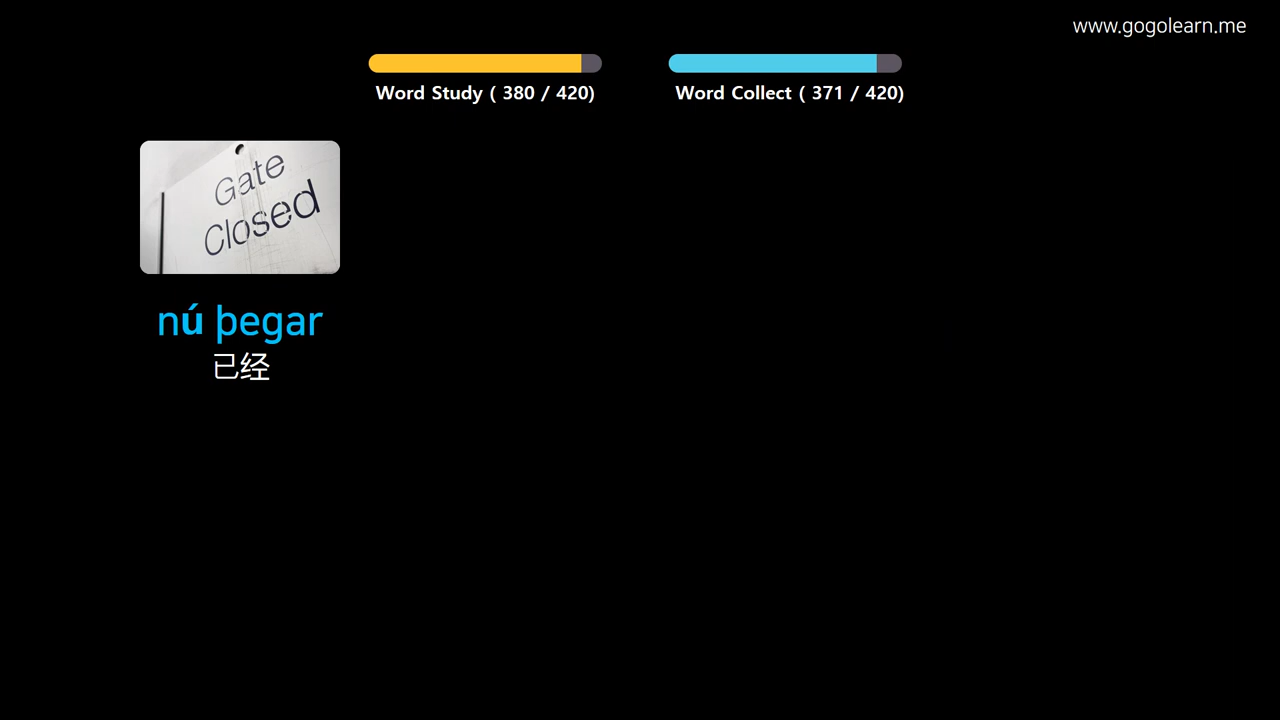 www.gogolearn.me
Word Study ( 380 / 420)
Word Collect ( 371 / 420)
Gate
Closed
nú þegar
已经